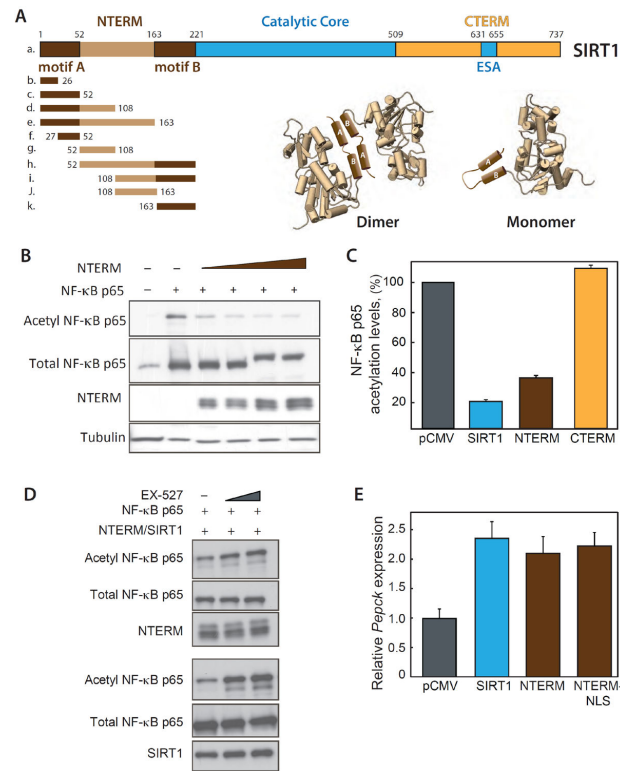 A
NTERM
Catalytic Core
CTERM
1 52 163 221 509 631 655 737
a.
SIRT1
motif A
motif B
ESA
b. 26
c. 52
d. 108
e. 163
f. 27 52
g. 52 108
h. 52
i. 108
J. 108 163
k. 163
A B A B
A B
Dimer
Monomer
B
NTERM – –
NF-κB p65 – + + + + +
Acetyl NF-κB p65
Total NF-κB p65
NTERM
Tubulin
C
NF-κB p65
acetylation levels, (%)
100
80
60
40
20
pCMV SIRT1 NTERM CTERM
D
EX-527 –
NF-κB p65 + + +
NTERM/SIRT1 + + +
Acetyl NF-κB p65
Total NF-κB p65
NTERM
Acetyl NF-κB p65
Total NF-κB p65
SIRT1
E
Relative Pepck expression
2.5
2.0
1.0
0.5
pCMV SIRT1 NTERM NTERM-
NLS